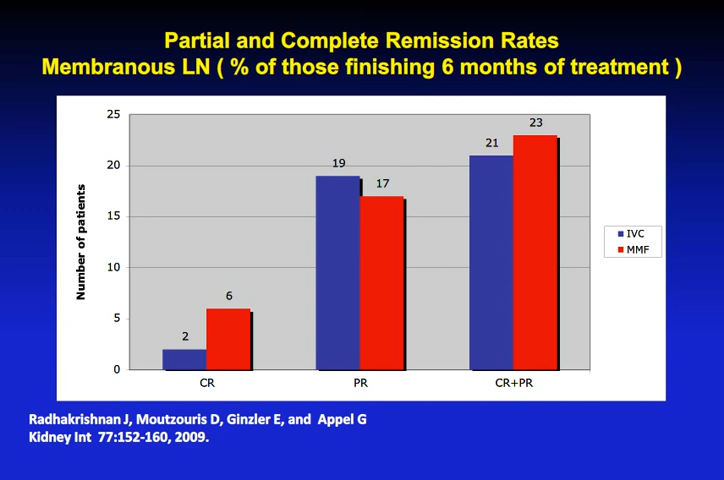 Partial and Complete Remission Rates
Membranous LN ( % of those finishing 6 months of treatment )
25
20
15
10
5
0
Number of patients
2
6
19
17
21
23
CR
PR
CR+PR
IVC
MMF
Radhakrishnan J, Moutzouris D, Ginzler E, and Appel G
Kidney Int 77:152-160, 2009.